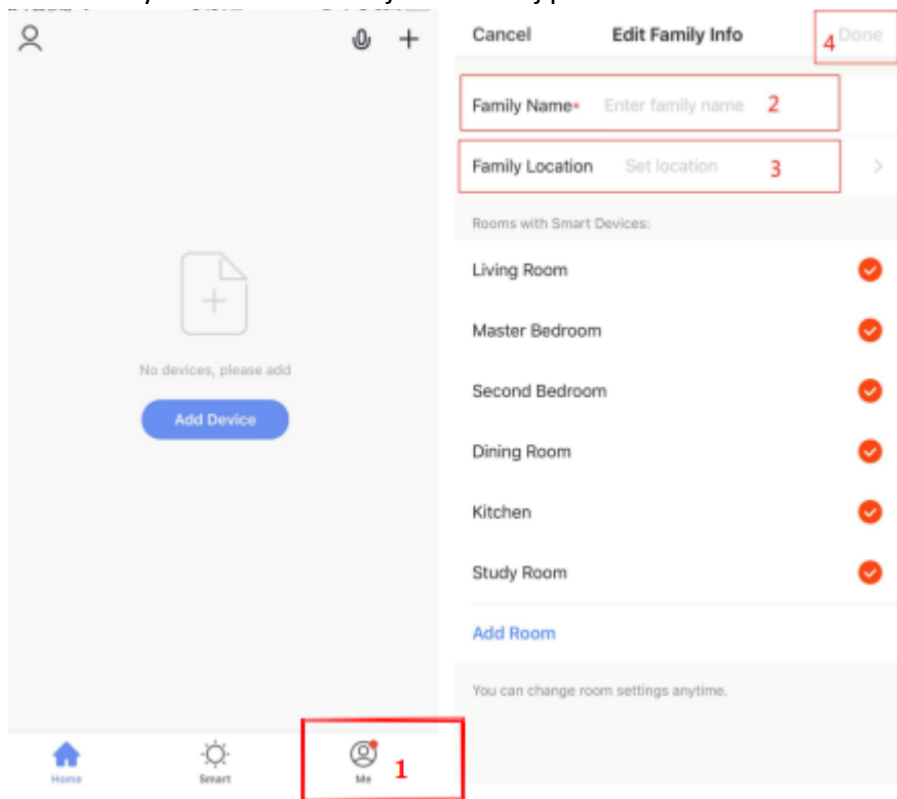 No devices, please add
Add Device
Home
Smart
Me
1
Cancel
Edit Family Info
4
Done
Family Name*
Enter family name
2
Family Location
Set location
3
>
Rooms with Smart Devices:
Living Room
Master Bedroom
Second Bedroom
Dining Room
Kitchen
Study Room
Add Room
You can change room settings anytime.